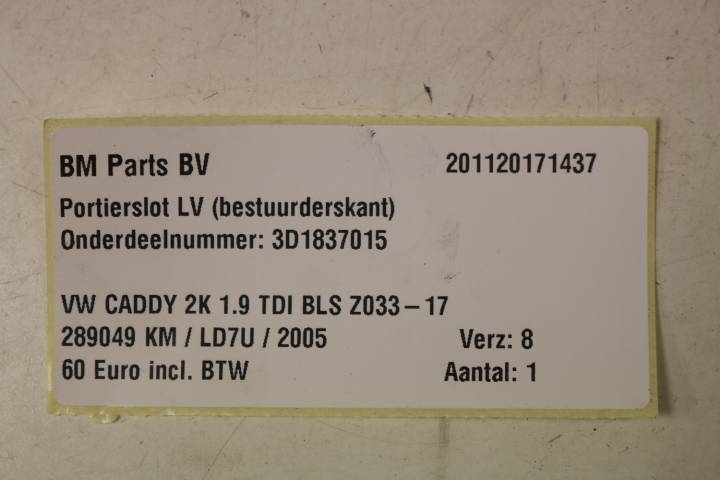 BM Parts BV 201120171437
Portierslot LV (bestuurderskant)
Onderdeelnummer: 3D1837015
VW CADDY 2K 1.9 TDI BLS Z033 – 17
289049 KM / LD7U / 2005 Verz: 8
60 Euro incl. BTW Aantal: 1